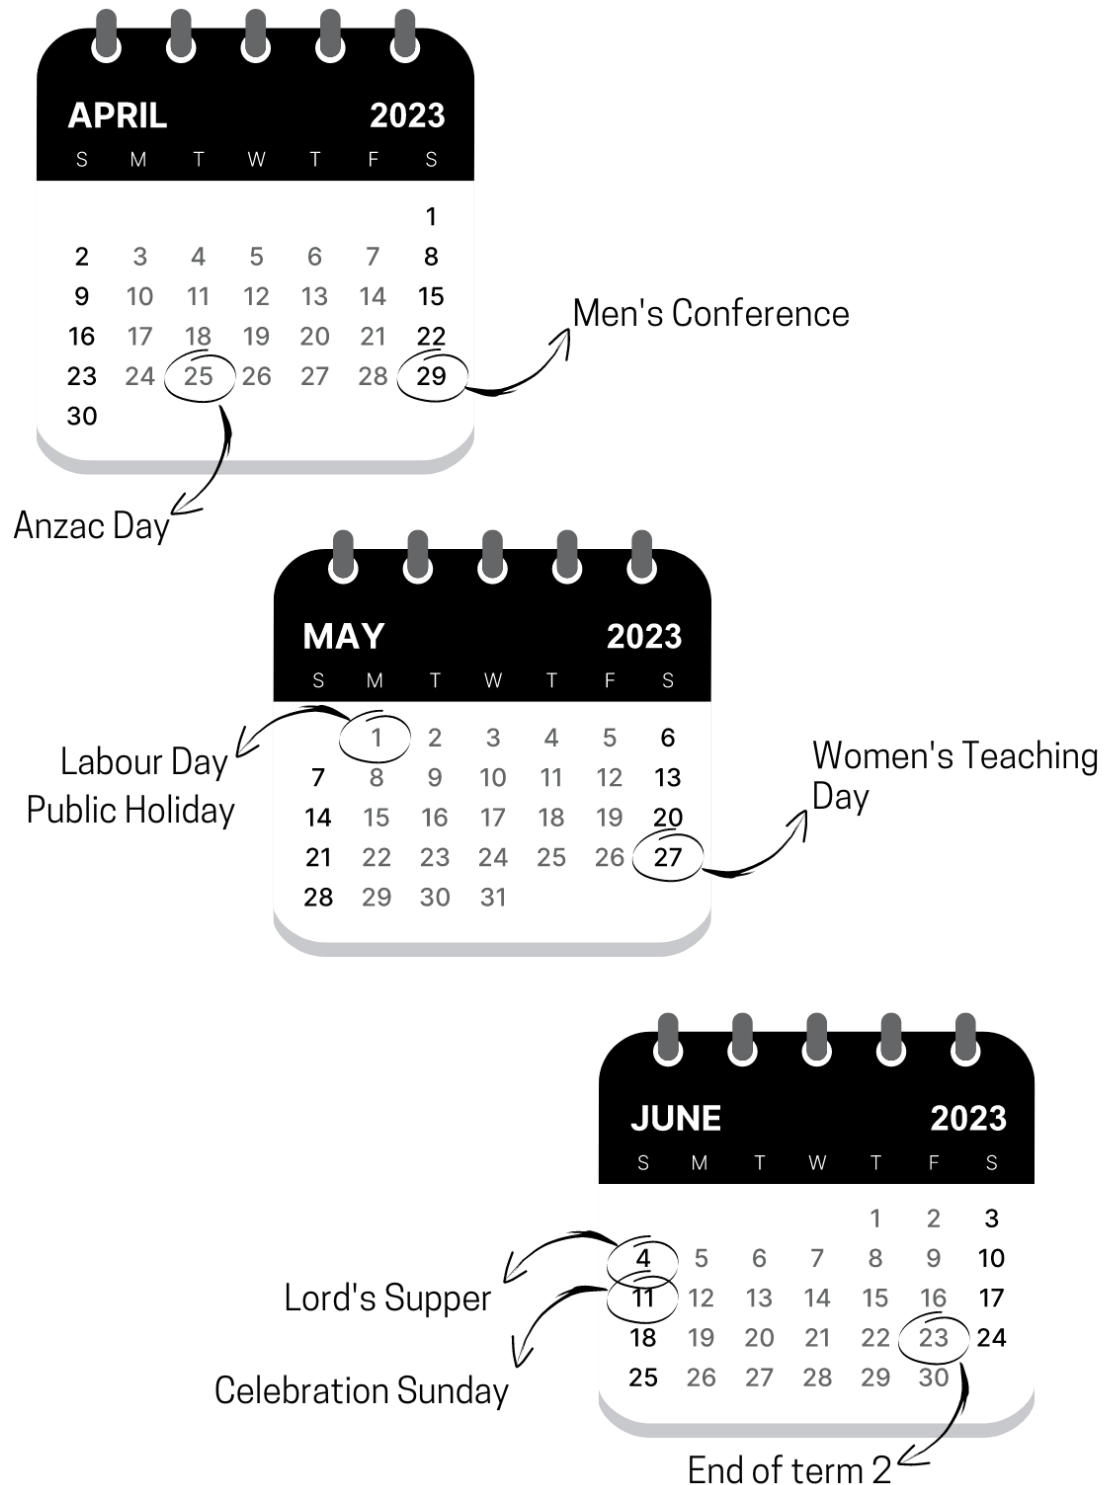 APRIL 2023
S M T W T F S
1
2 3 4 5 6 7 8
9 10 11 12 13 14 15
16 17 18 19 20 21 22
23 24 25 26 27 28 29
30
Men's Conference
Anzac Day
MAY 2023
S M T W T F S
1 2 3 4 5 6
7 8 9 10 11 12 13
14 15 16 17 18 19 20
21 22 23 24 25 26 27
28 29 30 31
Labour Day
Public Holiday
Women's Teaching
Day
JUNE 2023
S M T W T F S
1 2 3
4 5 6 7 8 9 10
11 12 13 14 15 16 17
18 19 20 21 22 23 24
25 26 27 28 29 30
Lord's Supper
Celebration Sunday
End of term 2